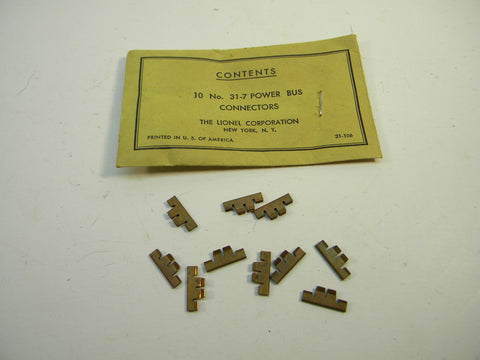 CONTENTS
10 No. 31-7 POWER BUS
CONNECTORS
THE LIONEL CORPORATION
NEW YORK, N. Y.
PRINTED IN U. S. OF AMERICA 31-106